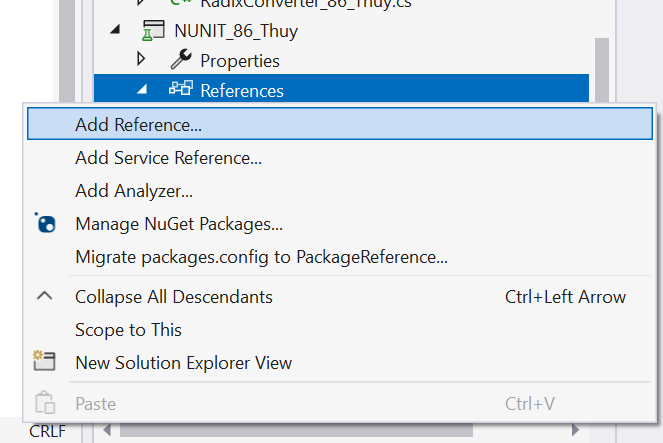 RadixConverter_86_Thuy.cs
NUNIT_86_Thuy
Properties
References
Add Reference...
Add Service Reference...
Add Analyzer...
Manage NuGet Packages...
Migrate packages.config to PackageReference...
Collapse All Descendants Ctrl+Left Arrow
Scope to This
New Solution Explorer View
Paste Ctrl+V
CRLF